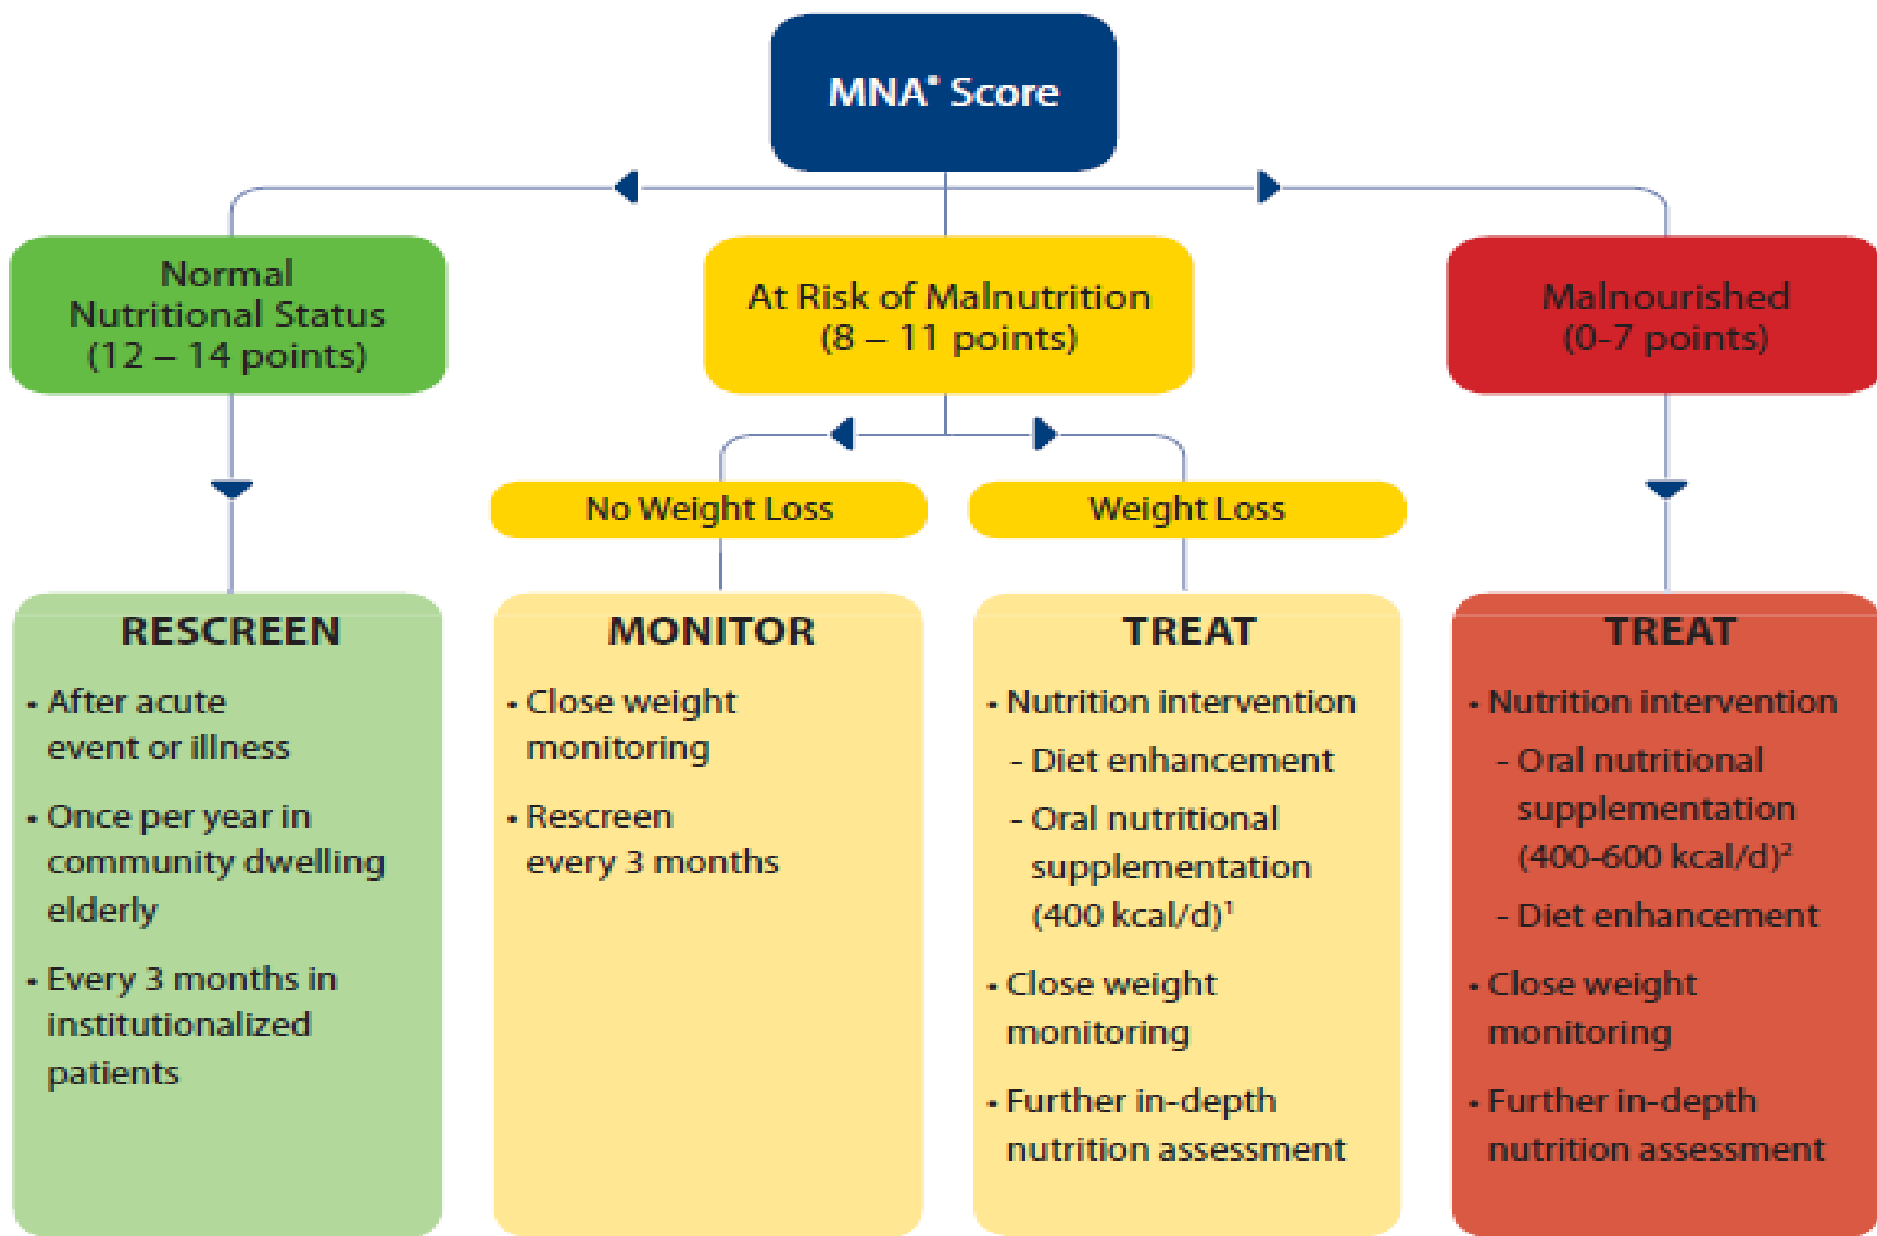 MNA® Score
Normal
Nutritional Status
(12 – 14 points)
At Risk of Malnutrition
(8 – 11 points)
Malnourished
(0-7 points)
No Weight Loss
Weight Loss
RESCREEN
• After acute
event or illness
• Once per year in
community dwelling
elderly
• Every 3 months in
institutionalized
patients
MONITOR
• Close weight
monitoring
• Rescreen
every 3 months
TREAT
• Nutrition intervention
- Diet enhancement
- Oral nutritional
supplementation
(400 kcal/d)¹
• Close weight
monitoring
• Further in-depth
nutrition assessment
TREAT
• Nutrition intervention
- Oral nutritional
supplementation
(400-600 kcal/d)²
- Diet enhancement
• Close weight
monitoring
• Further in-depth
nutrition assessment